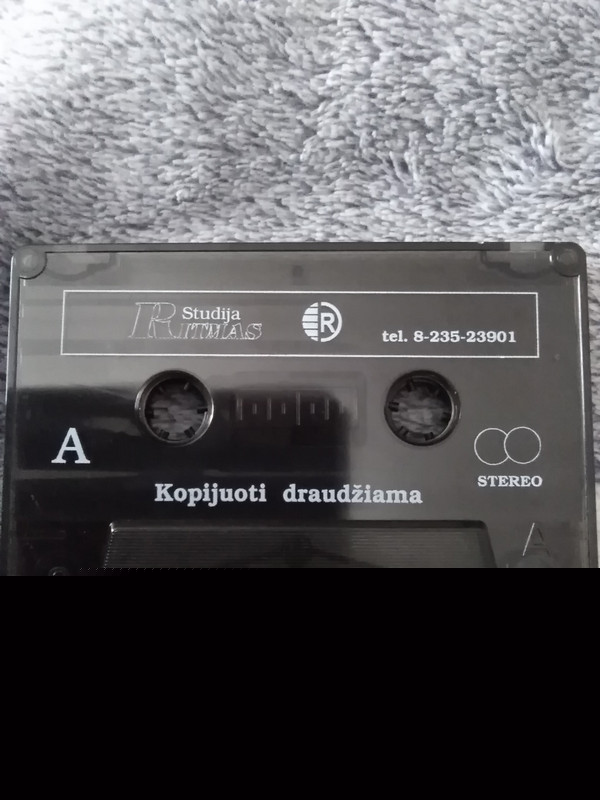 Studija
RITMAS
R
tel. 8-235-23901
A
STEREO
Kopijuoti draudžiama
A